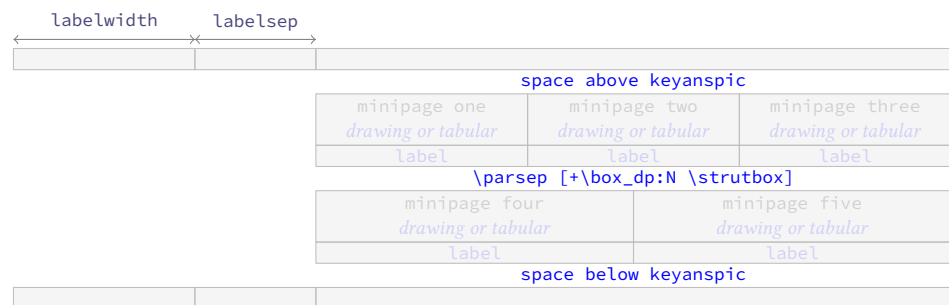 labelwidth labelsep
space above keyanspic
minipage one minipage two minipage three
drawing or tabular drawing or tabular drawing or tabular
label label label
\parsep [+\box_dp:N \strutbox]
minipage four minipage five
drawing or tabular drawing or tabular
label label
space below keyanspic